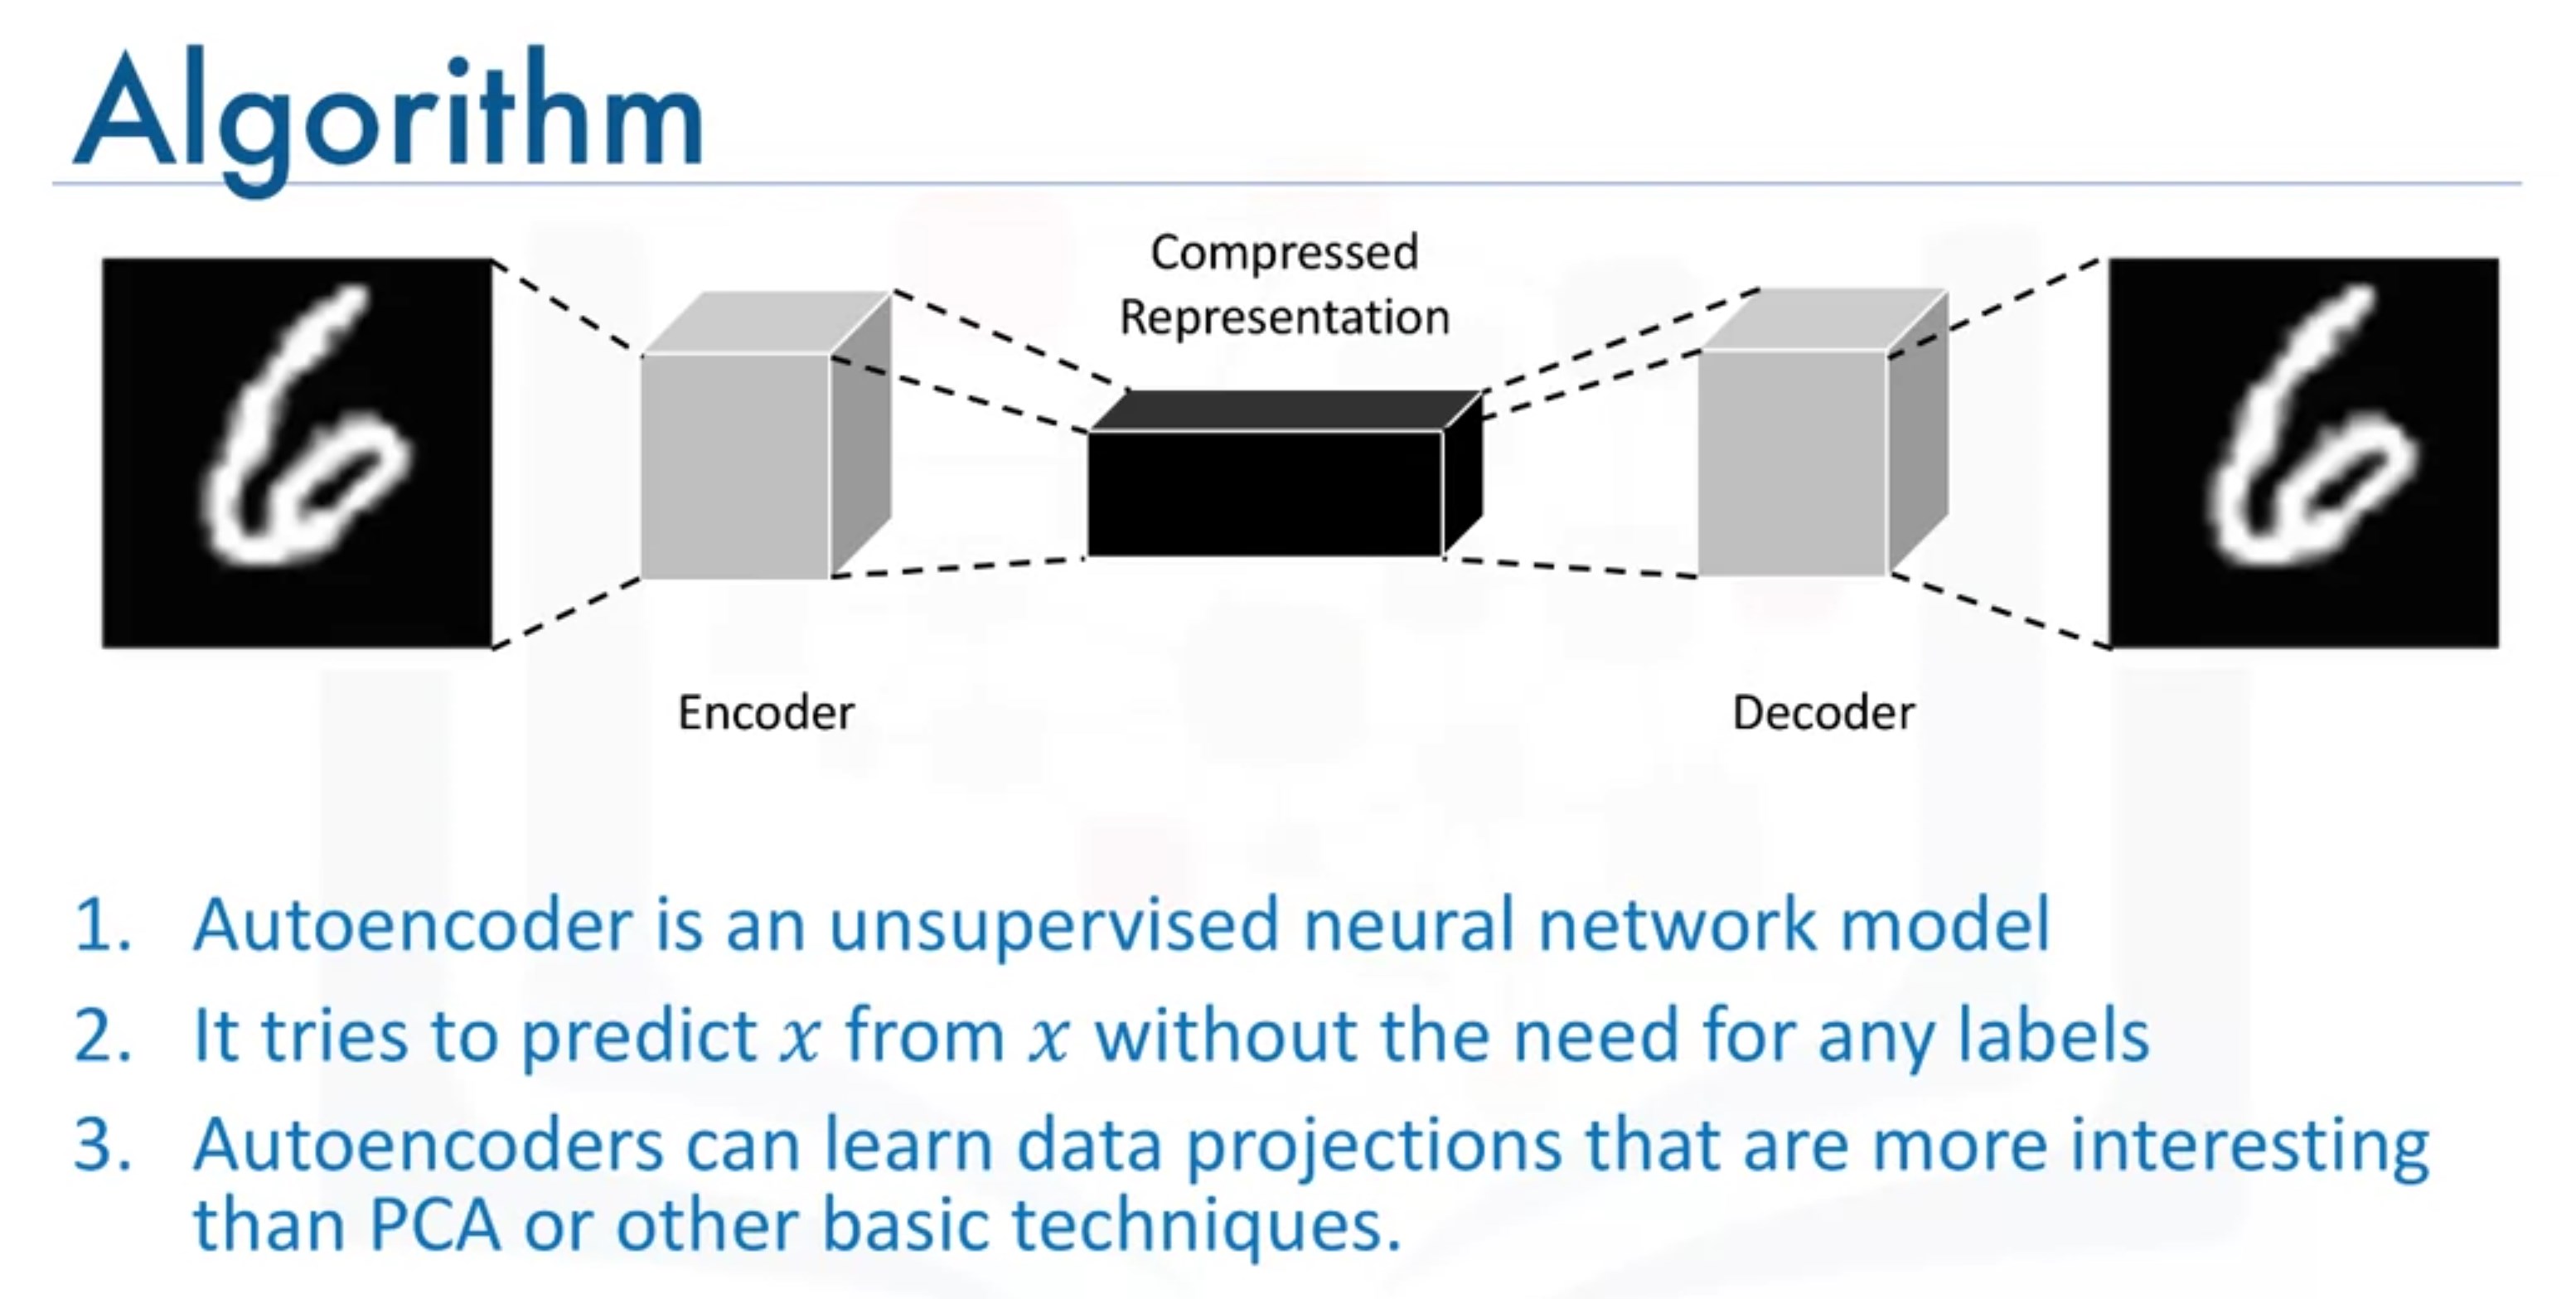 Algorithm
Compressed
Representation
Encoder
Decoder
1. Autoencoder is an unsupervised neural network model
2. It tries to predict x from x without the need for any labels
3. Autoencoders can learn data projections that are more interesting
than PCA or other basic techniques.